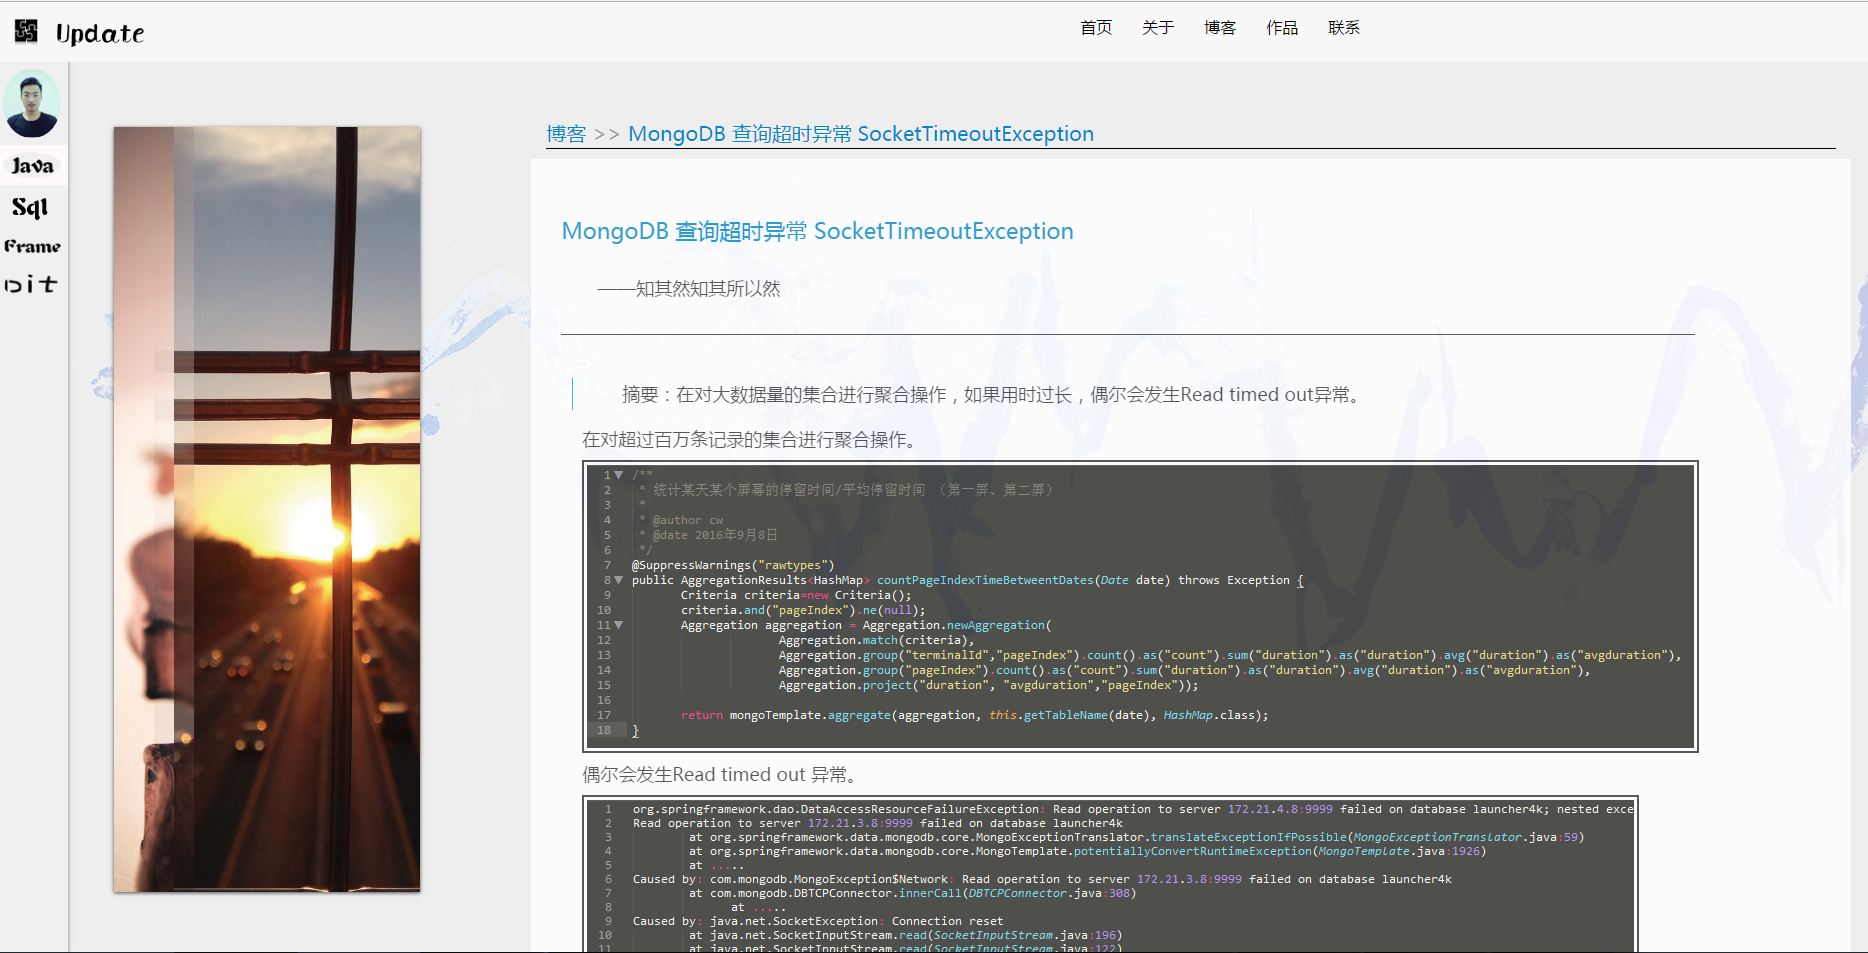 Update
首页 关于 博客 作品 联系
Java
Sql
Frame
博客 >> MongoDB 查询超时异常 SocketTimeoutException
MongoDB 查询超时异常 SocketTimeoutException
——知其然知其所以然
摘要：在对大数据量的集合进行聚合操作，如果用时过长，偶尔会发生Read timed out异常。
在对超过百万条记录的集合进行聚合操作。
1 /**
2 * 统计某天某个屏幕的停留时间/平均停留时间 （第一屏、第二屏）
3 *
4 * @author cw
5 * @date 2016年9月8日
6 */
7 @SuppressWarnings("rawtypes")
8 public AggregationResults<HashMap> countPageIndexTimeBetweentDates(Date date) throws Exception {
9 Criteria criteria=new Criteria();
10 criteria.and("pageIndex").ne(null);
11 Aggregation aggregation = Aggregation.newAggregation(
12 Aggregation.match(criteria),
13 Aggregation.group("terminalId","pageIndex").count().as("count").sum("duration").as("duration").avg("duration").as("avgduration"),
14 Aggregation.group("pageIndex").count().as("count").sum("duration").as("duration").avg("duration").as("avgduration"),
15 Aggregation.project("duration", "avgduration","pageIndex"));
16
17 return mongoTemplate.aggregate(aggregation, this.getTableName(date), HashMap.class);
18 }
偶尔会发生Read timed out 异常。
1 org.springframework.dao.DataAccessResourceFailureException: Read operation to server 172.21.4.8:9999 failed on database launcher4k; nested exce
2 Read operation to server 172.21.3.8:9999 failed on database launcher4k
3 at org.springframework.data.mongodb.core.MongoExceptionTranslator.translateExceptionIfPossible(MongoExceptionTranslator.java:59)
4 at org.springframework.data.mongodb.core.MongoTemplate.potentiallyConvertRuntimeException(MongoTemplate.java:1926)
5 at .....
6 Caused by: com.mongodb.MongoException$Network: Read operation to server 172.21.3.8:9999 failed on database launcher4k
7 at com.mongodb.DBTCPConnector.innerCall(DBTCPConnector.java:308)
8 at .....
9 Caused by: java.net.SocketException: Connection reset
10 at java.net.SocketInputStream.read(SocketInputStream.java:196)
11 at java.net.SocketInputStream.read(SocketInputStream.java:122)